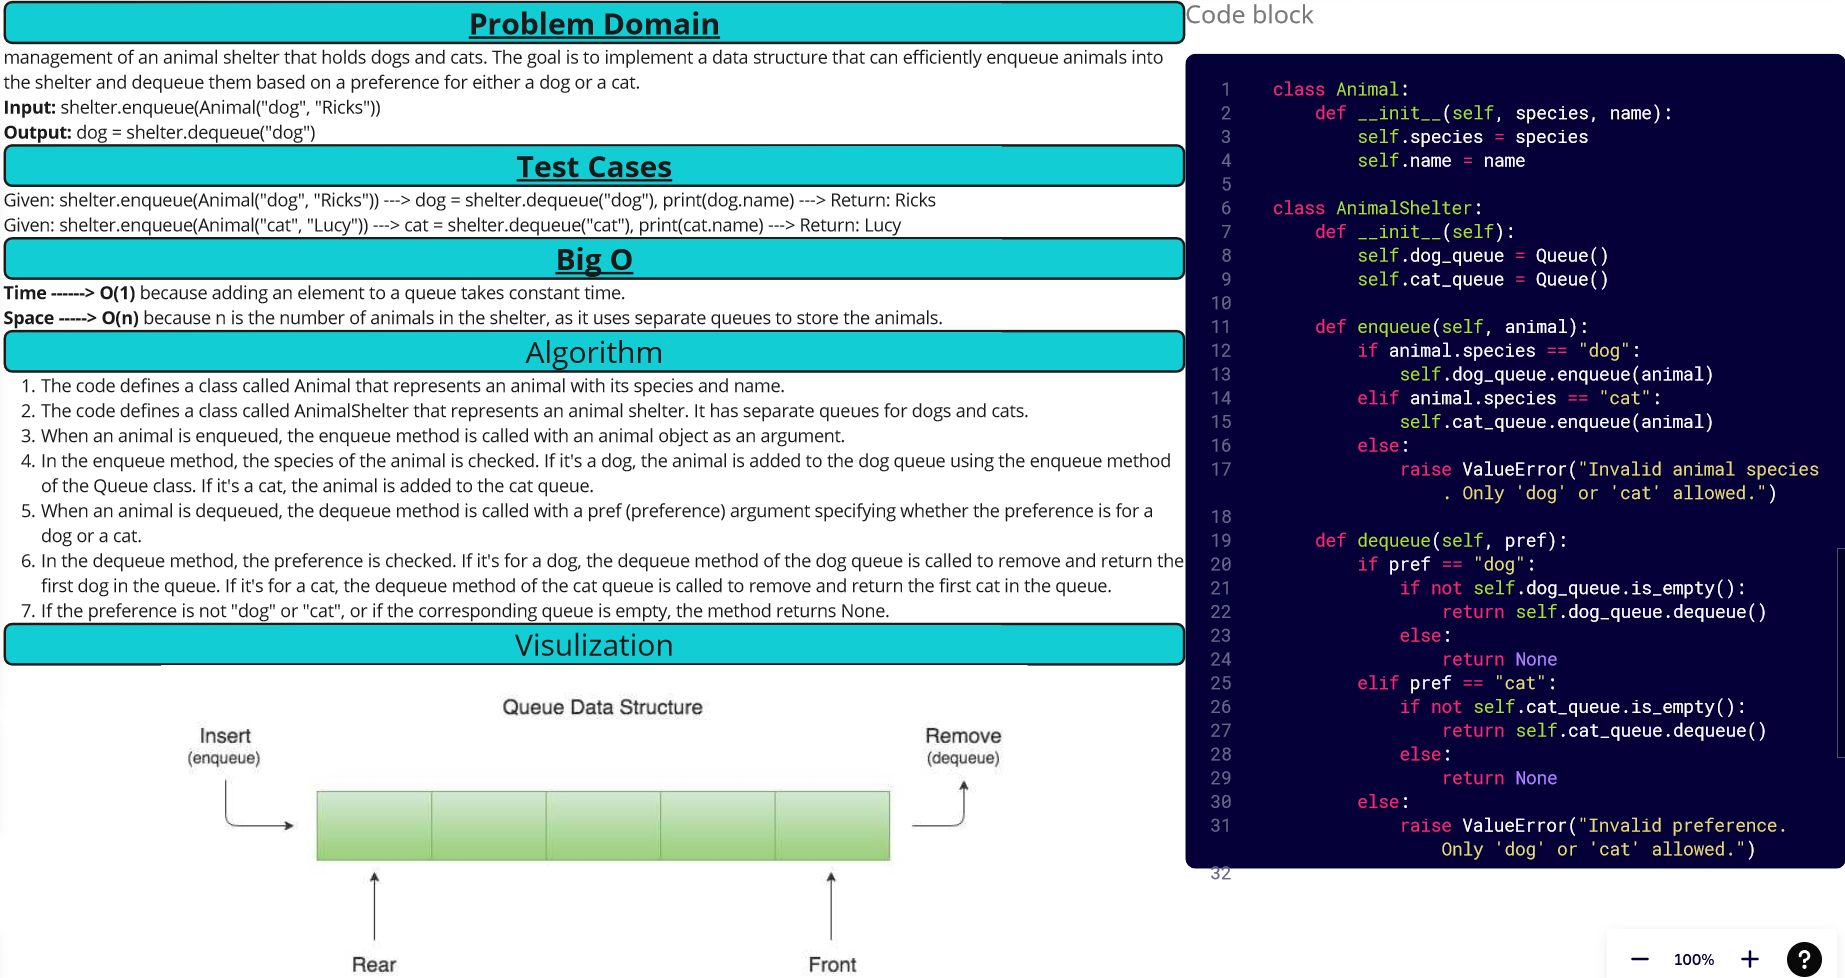 Problem Domain
management of an animal shelter that holds dogs and cats. The goal is to implement a data structure that can efficiently enqueue animals into
the shelter and dequeue them based on a preference for either a dog or a cat.
Input: shelter.enqueue(Animal("dog", "Ricks"))
Output: dog = shelter.dequeue("dog")
Test Cases
Given: shelter.enqueue(Animal("dog", "Ricks")) ---> dog = shelter.dequeue("dog"), print(dog.name) ---> Return: Ricks
Given: shelter.enqueue(Animal("cat", "Lucy")) ---> cat = shelter.dequeue("cat"), print(cat.name) ---> Return: Lucy
Big O
Time ------> O(1) because adding an element to a queue takes constant time.
Space -----> O(n) because n is the number of animals in the shelter, as it uses separate queues to store the animals.
Algorithm
1. The code defines a class called Animal that represents an animal with its species and name.
2. The code defines a class called AnimalShelter that represents an animal shelter. It has separate queues for dogs and cats.
3. When an animal is enqueued, the enqueue method is called with an animal object as an argument.
4. In the enqueue method, the species of the animal is checked. If it's a dog, the animal is added to the dog queue using the enqueue method
of the Queue class. If it's a cat, the animal is added to the cat queue.
5. When an animal is dequeued, the dequeue method is called with a pref (preference) argument specifying whether the preference is for a
dog or a cat.
6. In the dequeue method, the preference is checked. If it's for a dog, the dequeue method of the dog queue is called to remove and return the
first dog in the queue. If it's for a cat, the dequeue method of the cat queue is called to remove and return the first cat in the queue.
7. If the preference is not "dog" or "cat", or if the corresponding queue is empty, the method returns None.
Visulization
Queue Data Structure
Insert
(enqueue)
Remove
(dequeue)
Rear
Front
Code block
1 class Animal:
2     def __init__(self, species, name):
3         self.species = species
4         self.name = name
5
6 class AnimalShelter:
7     def __init__(self):
8         self.dog_queue = Queue()
9         self.cat_queue = Queue()
10
11     def enqueue(self, animal):
12         if animal.species == "dog":
13             self.dog_queue.enqueue(animal)
14         elif animal.species == "cat":
15             self.cat_queue.enqueue(animal)
16         else:
17             raise ValueError("Invalid animal species
. Only 'dog' or 'cat' allowed.")
18
19     def dequeue(self, pref):
20         if pref == "dog":
21             if not self.dog_queue.is_empty():
22                 return self.dog_queue.dequeue()
23             else:
24                 return None
25         elif pref == "cat":
26             if not self.cat_queue.is_empty():
27                 return self.cat_queue.dequeue()
28             else:
29                 return None
30         else:
31             raise ValueError("Invalid preference.
Only 'dog' or 'cat' allowed.")
32
− 100% + ?